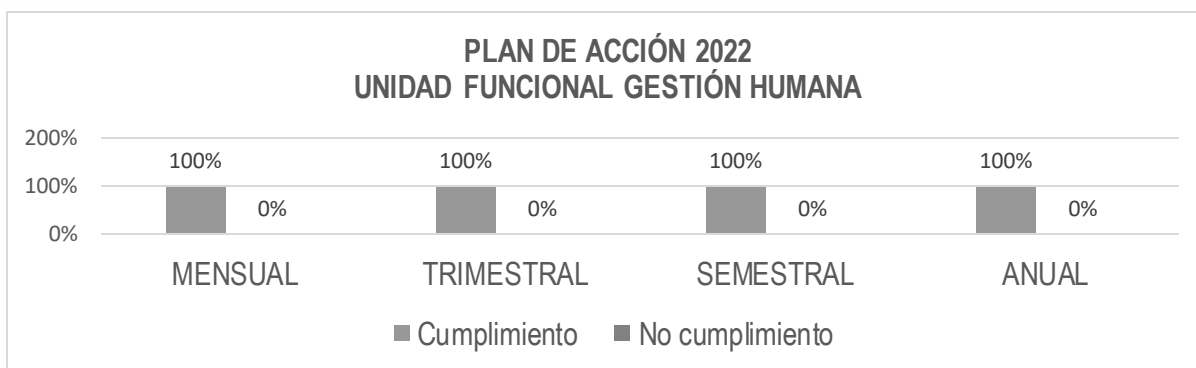 PLAN DE ACCIÓN 2022
UNIDAD FUNCIONAL GESTIÓN HUMANA
200%
100% 100% 100% 100%
100%
0% 0% 0% 0%
0%
MENSUAL TRIMESTRAL SEMESTRAL ANUAL
Cumplimiento No cumplimiento